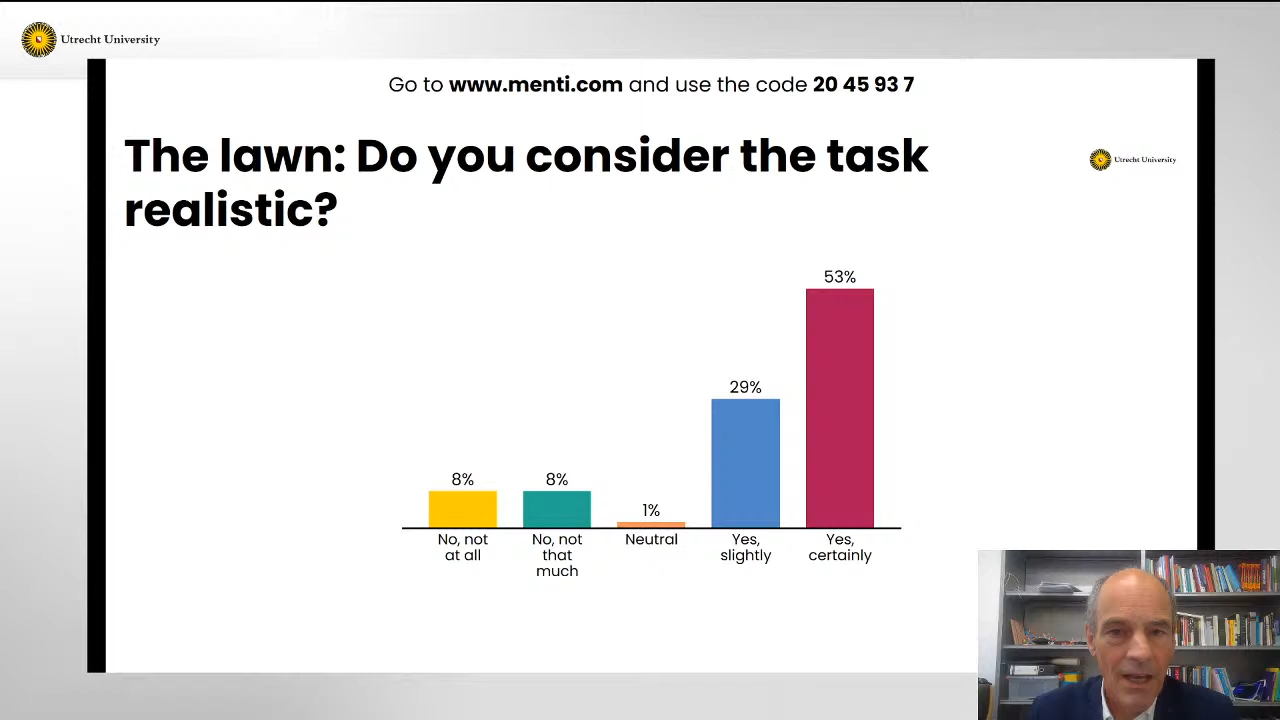 Utrecht University
Go to www.menti.com and use the code 20 45 93 7
The lawn: Do you consider the task
realistic?
Utrecht University
53%
29%
8%
8%
1%
No, not
at all
No, not
that
much
Neutral
Yes,
slightly
Yes,
certainly